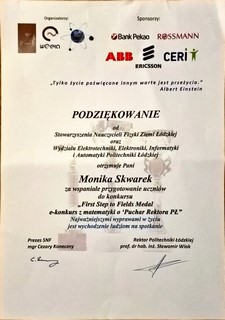 Organizatorzy:
Sponsorzy:
Bank Pekao ROSSMANN
ABB ERICSSON CERI
„Tylko życie poświęcone innym warte jest przeżycia.”
Albert Einstein
PODZIĘKOWANIE
od
Stowarzyszenia Nauczycieli Fizyki Ziemi Łódzkiej
oraz
Wydziału Elektrotechniki, Elektroniki, Informatyki
i Automatyki Politechniki Łódzkiej
otrzymuje Pani
Monika Skwarek
za wspaniałe przygotowanie uczniów
do konkursu
„First Step to Fields Medal
e-konkurs z matematyki o 'Puchar Rektora PŁ”
Najważniejszymi wyprawami w życiu
jest wychodzenie ludziom na spotkanie
Prezes SNF
mgr Cezary Koneczny
Rektor Politechniki Łódzkiej
prof. dr hab. inż. Sławomir Wiak